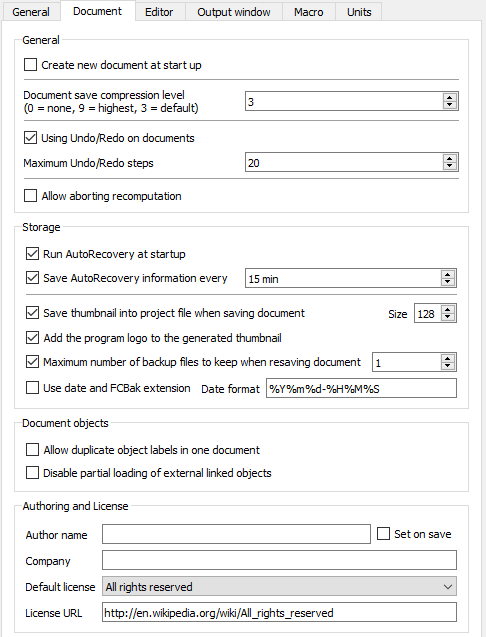 General Document Editor Output window Macro Units
General
Create new document at start up
Document save compression level
(0 = none, 9 = highest, 3 = default) 3
Using Undo/Redo on documents
Maximum Undo/Redo steps 20
Allow aborting recomputation
Storage
Run AutoRecovery at startup
Save AutoRecovery information every 15 min
Save thumbnail into project file when saving document Size 128
Add the program logo to the generated thumbnail
Maximum number of backup files to keep when resaving document 1
Use date and FCBak extension Date format %Y%m%d-%H%M%S
Document objects
Allow duplicate object labels in one document
Disable partial loading of external linked objects
Authoring and License
Author name Set on save
Company
Default license All rights reserved
License URL http://en.wikipedia.org/wiki/All_rights_reserved